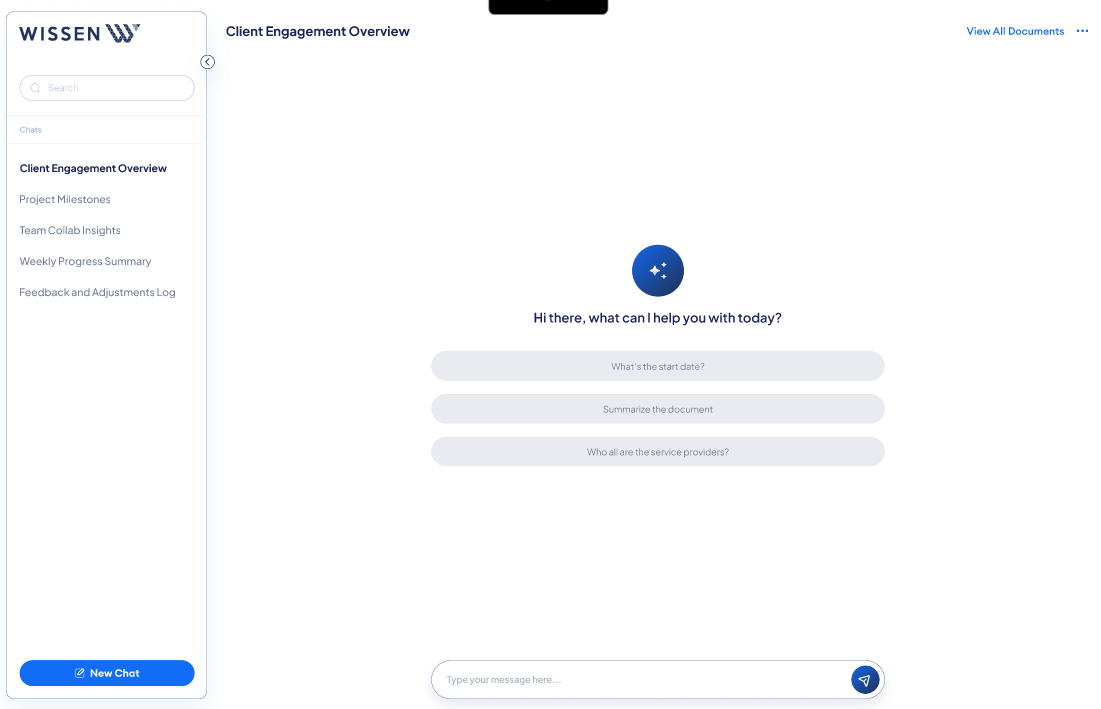 WISSEN
Search
Chats
Client Engagement Overview
Project Milestones
Team Collab Insights
Weekly Progress Summary
Feedback and Adjustments Log
New Chat
Client Engagement Overview
View All Documents
Hi there, what can I help you with today?
What's the start date?
Summarize the document
Who all are the service providers?
Type your message here...